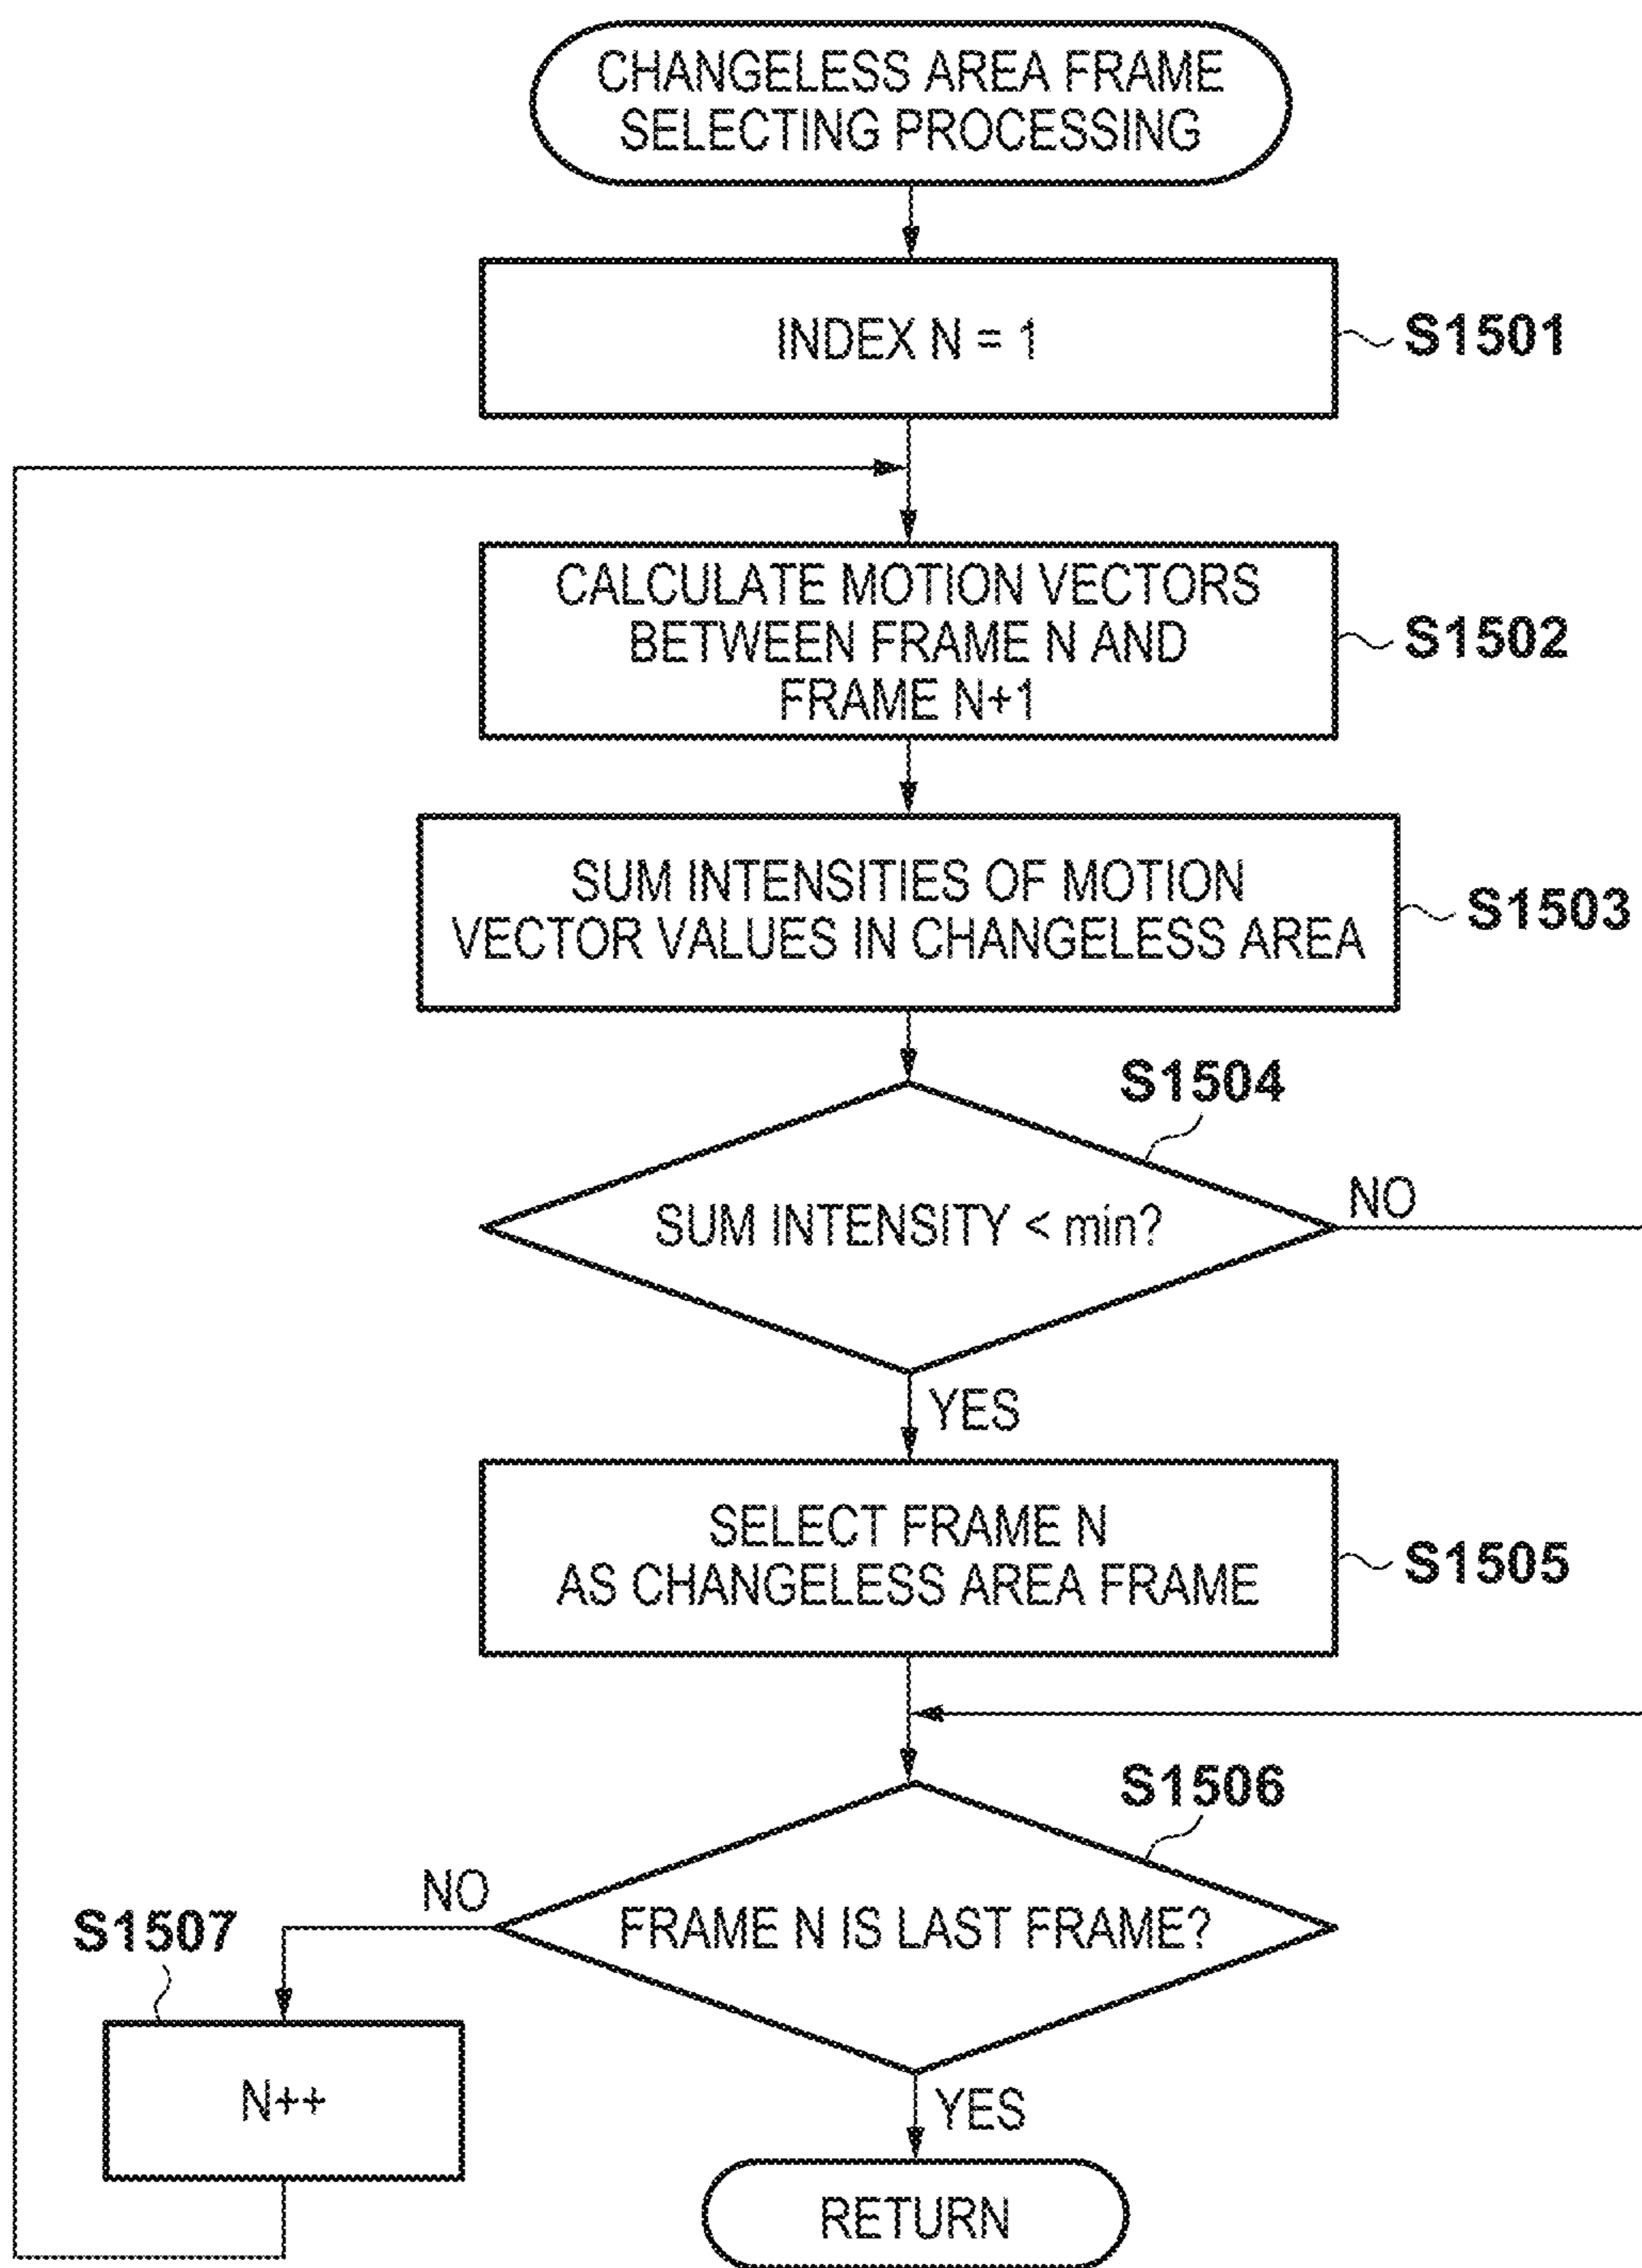 CHANGELESS AREA FRAME
SELECTING PROCESSING
INDEX N = 1
S1501
CALCULATE MOTION VECTORS
BETWEEN FRAME N AND
FRAME N+1
S1502
SUM INTENSITIES OF MOTION
VECTOR VALUES IN CHANGELESS AREA
S1503
S1504
SUM INTENSITY < min?
NO
YES
SELECT FRAME N
AS CHANGELESS AREA FRAME
S1505
S1506
FRAME N IS LAST FRAME?
NO
S1507
N++
YES
RETURN